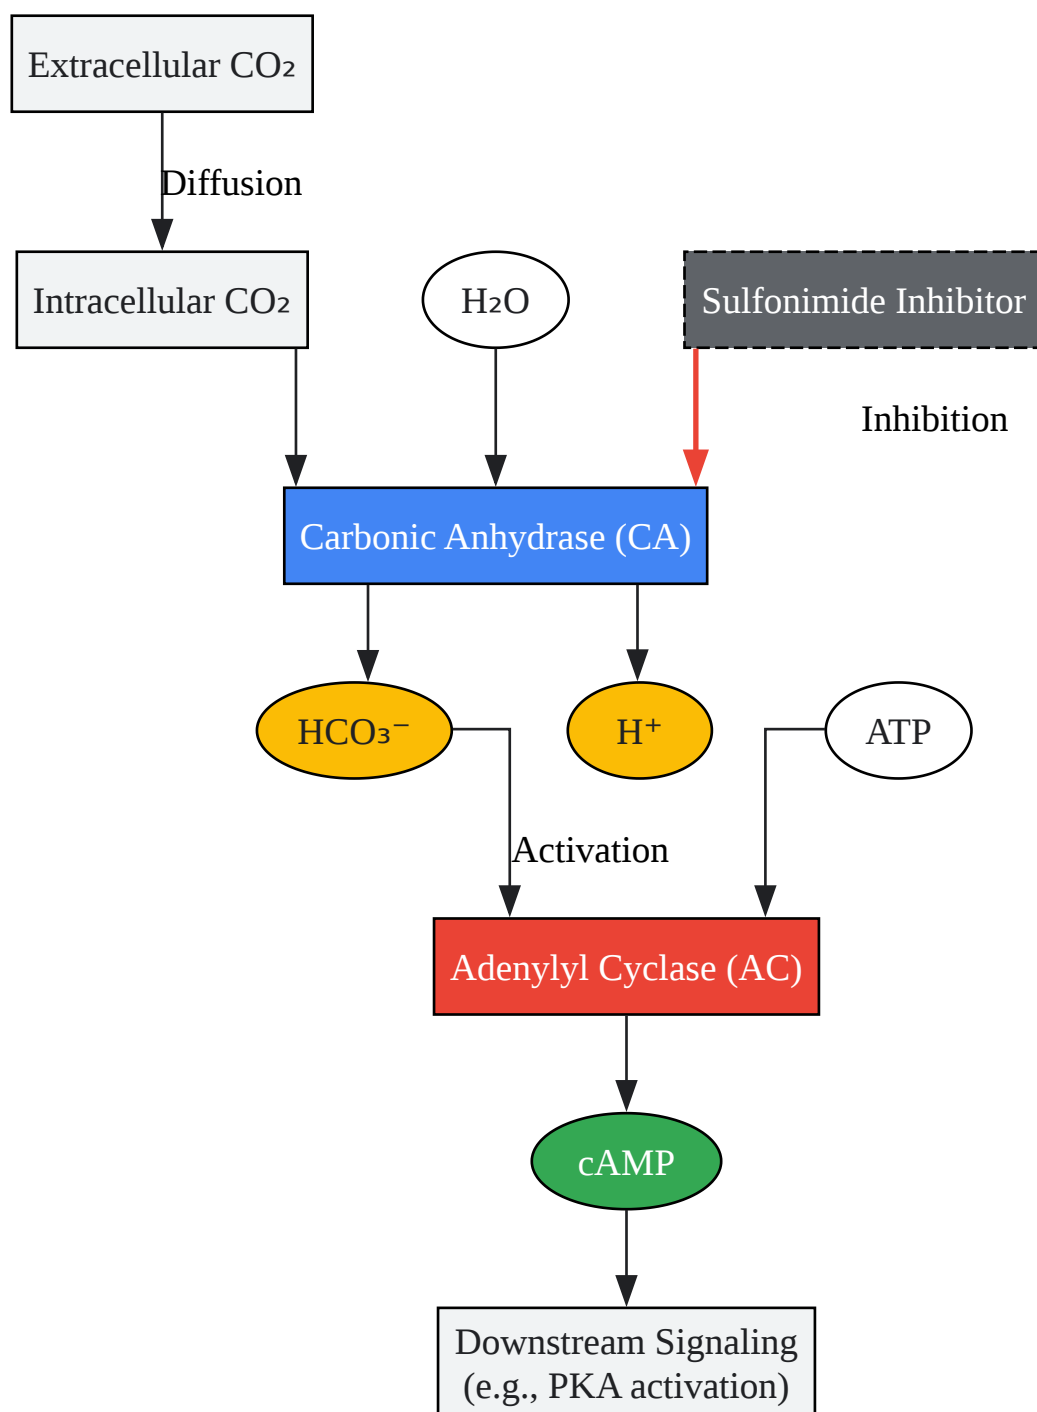 Extracellular CO₂
Diffusion
Intracellular CO₂
H₂O
Sulfonimide Inhibitor
Inhibition
Carbonic Anhydrase (CA)
HCO₃⁻
H⁺
ATP
Activation
Adenylyl Cyclase (AC)
cAMP
Downstream Signaling
(e.g., PKA activation)